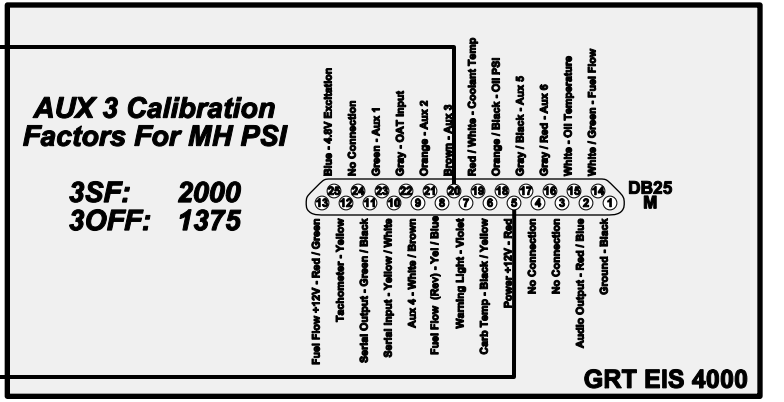 AUX 3 Calibration
Factors For MH PSI
3SF: 2000
3OFF: 1375
Blue - 4.8V Excitation
No Connection
Green - Aux 1
Gray - OAT Input
Orange - Aux 2
Brown - Aux 3
Red / White - Coolant Temp
Orange / Black - Oil PSI
Gray / Black - Aux 5
Gray / Red - Aux 6
White - Oil Temperature
White / Green - Fuel Flow
25 24 23 22 21 20 19 18 17 16 15 14
13 12 11 10 9 8 7 6 5 4 3 2 1
DB25
M
Fuel Flow +12V - Red / Green
Tachometer - Yellow
Serial Output - Green / Black
Serial Input - Yellow / White
Aux 4 - White / Brown
Fuel Flow (Rev) - Yel / Blue
Warning Light - Violet
Carb Temp - Black / Yellow
Power +12V - Red
No Connection
No Connection
Audio Output - Red / Blue
Ground - Black
GRT EIS 4000